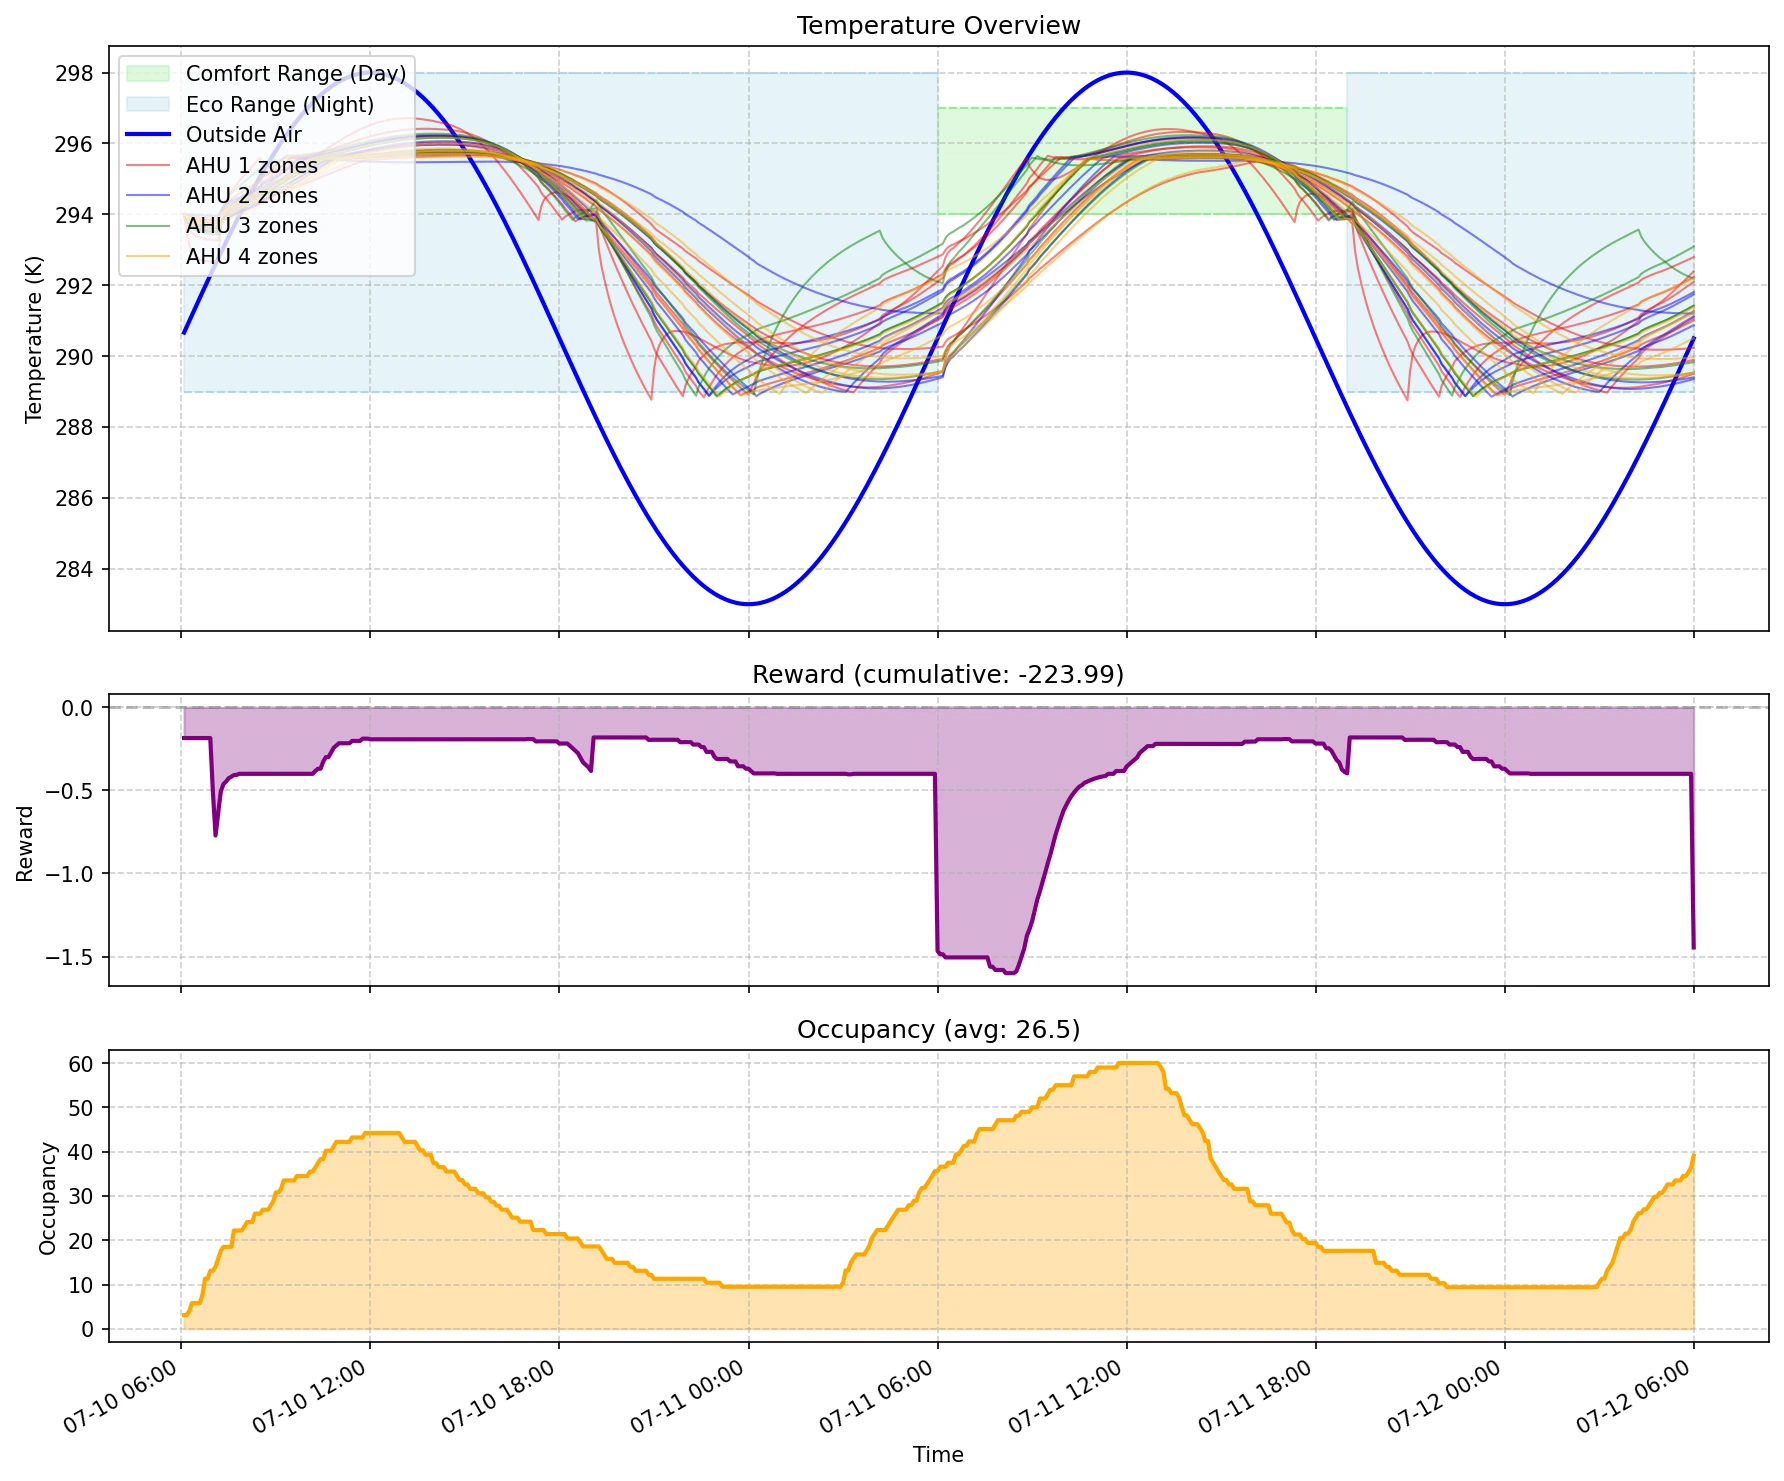 Temperature Overview
298
296
294
292
290
288
286
284
Temperature (K)
Comfort Range (Day)
Eco Range (Night)
Outside Air
AHU 1 zones
AHU 2 zones
AHU 3 zones
AHU 4 zones
Reward (cumulative: -223.99)
0.0
−0.5
−1.0
−1.5
Reward
Occupancy (avg: 26.5)
60
50
40
30
20
10
0
Occupancy
07-10 06:00
07-10 12:00
07-10 18:00
07-11 00:00
07-11 06:00
07-11 12:00
07-11 18:00
07-12 00:00
07-12 06:00
Time